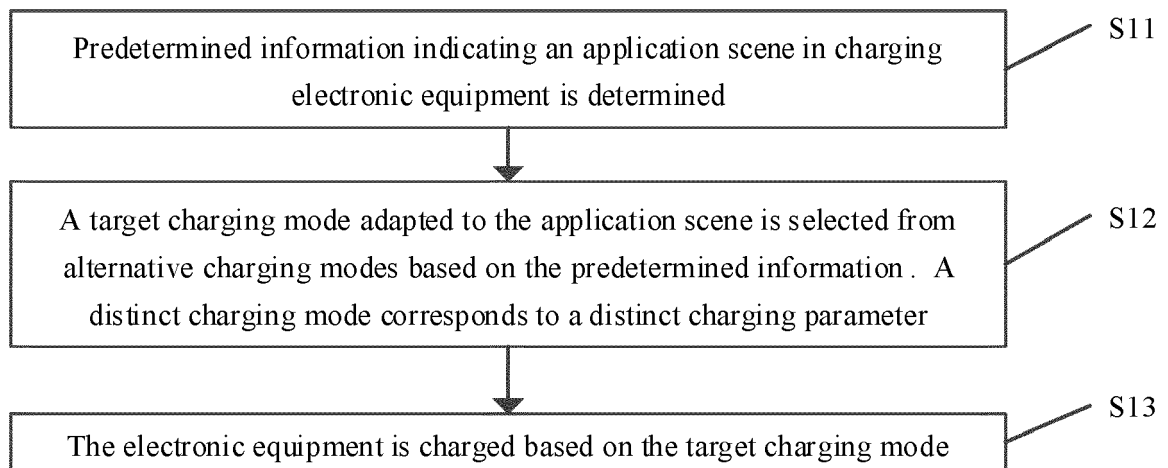 Predetermined information indicating an application scene in charging
electronic equipment is determined
S11
A target charging mode adapted to the application scene is selected from
alternative charging modes based on the predetermined information . A
distinct charging mode corresponds to a distinct charging parameter
S12
The electronic equipment is charged based on the target charging mode
S13